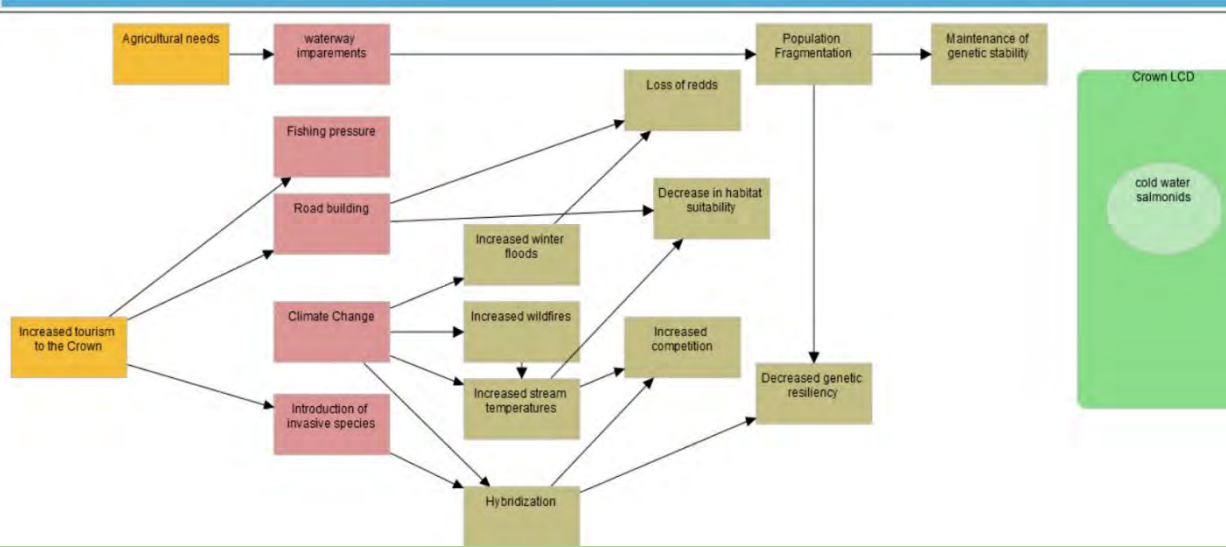 Agricultural needs
waterway
imparements
Population
Fragmentation
Maintenance of
genetic stability
Crown LCD
Loss of redds
Fishing pressure
cold water
salmonids
Decrease in habitat
suitability
Road building
Increased winter
floods
Increased tourism
to the Crown
Climate Change
Increased wildfires
Increased
competition
Decreased genetic
resiliency
Increased stream
temperatures
Introduction of
invasive species
Hybridization